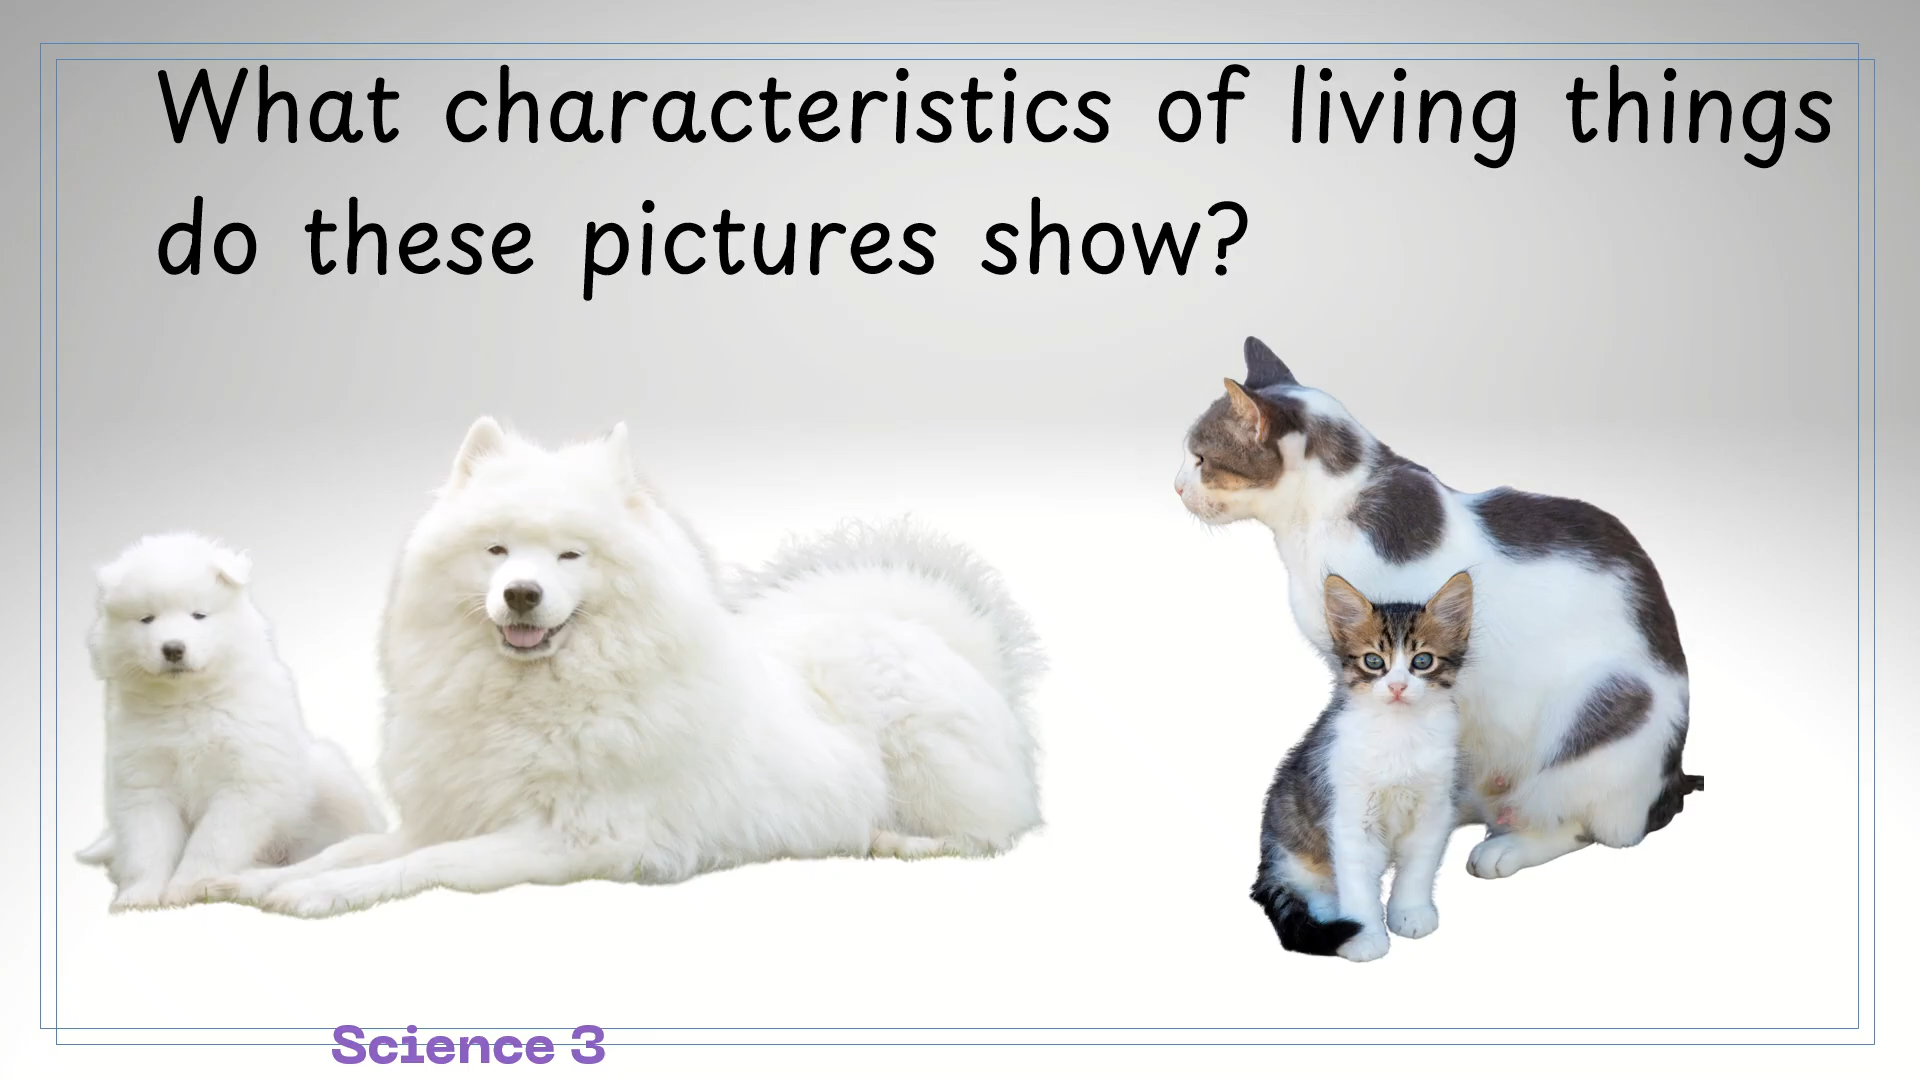 What characteristics of living things
do these pictures show?
Science 3